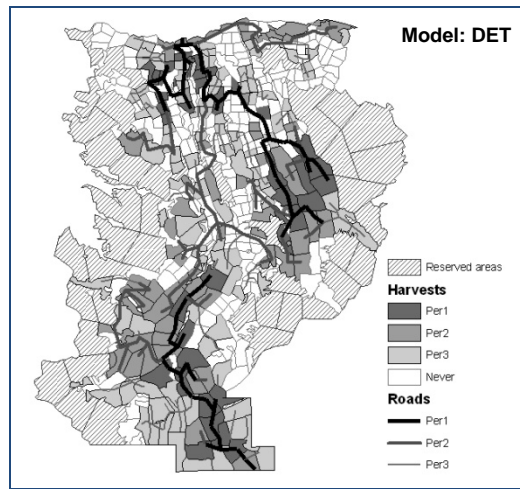 Model: DET
Reserved areas
Harvests
Per1
Per2
Per3
Never
Roads
Per1
Per2
Per3